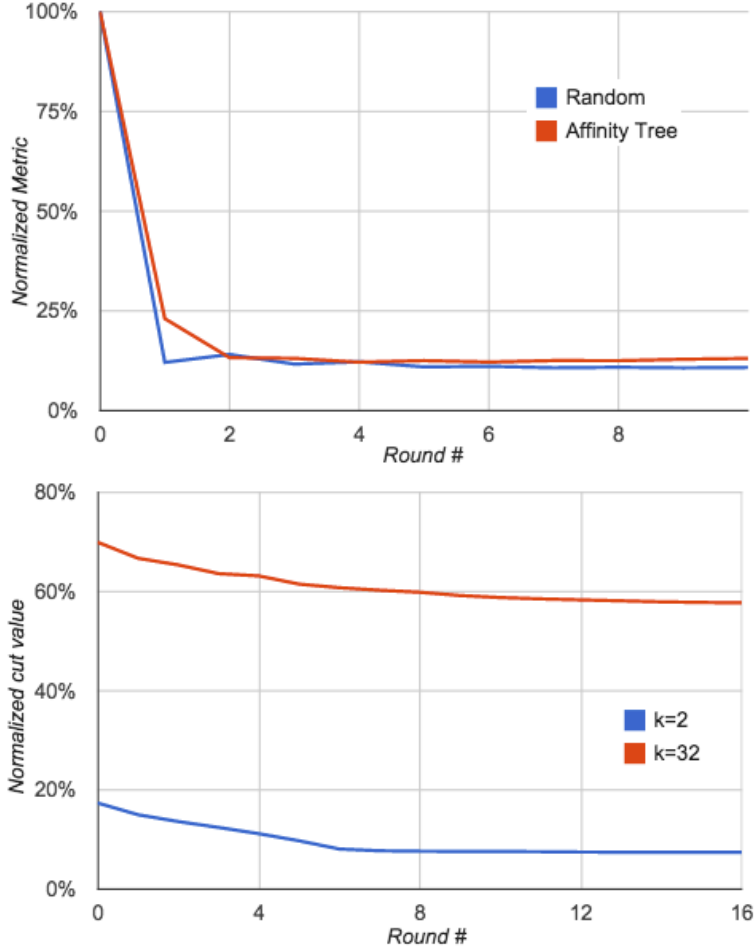 100%
75%
50%
25%
0%
Normalized Metric
Random
Affinity Tree
0 2 4 6 8
Round #
80%
60%
40%
20%
0%
Normalized cut value
k=2
k=32
0 4 8 12 16
Round #